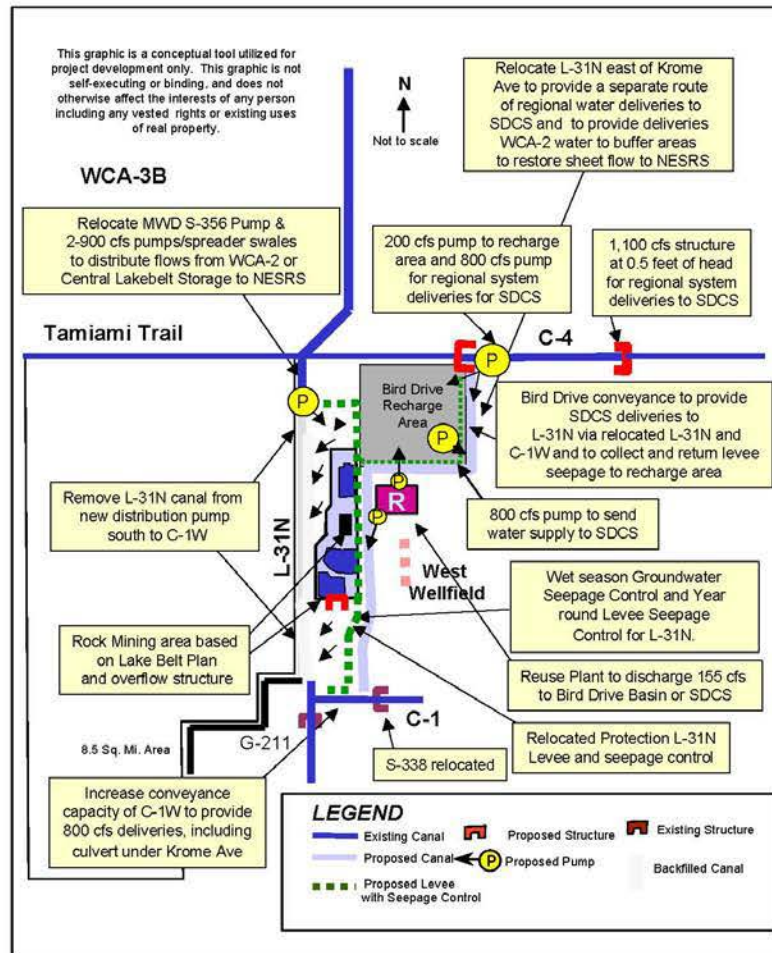 This graphic is a conceptual tool utilized for
project development only. This graphic is not
self-executing or binding, and does not
otherwise affect the interests of any person
including any vested rights or existing uses
of real property.
N
Not to scale
Relocate L-31N east of Krome
Ave to provide a separate route
of regional water deliveries to
SDCS and to provide deliveries
WCA-2 water to buffer areas
to restore sheet flow to NESRS
WCA-3B
Relocate MWD S-356 Pump &
2-900 cfs pumps/spreader swales
to distribute flows from WCA-2 or
Central Lakebelt Storage to NESRS
200 cfs pump to recharge
area and 800 cfs pump
for regional system
deliveries for SDCS
1,100 cfs structure
at 0.5 feet of head
for regional system
deliveries to SDCS
Tamiami Trail
C-4
P
P
Bird Drive
Recharge
Area
P
Bird Drive conveyance to provide
SDCS deliveries to
L-31N via relocated L-31N and
C-1W and to collect and return levee
seepage to recharge area
Remove L-31N canal from
new distribution pump
south to C-1W
L-31N
P
R
P
800 cfs pump to send
water supply to SDCS
West
Wellfield
Wet season Groundwater
Seepage Control and Year
round Levee Seepage
Control for L-31N.
Rock Mining area based
on Lake Belt Plan
and overflow structure
Reuse Plant to discharge 155 cfs
to Bird Drive Basin or SDCS
C-1
8.5 Sq. Mi. Area
G-211
S-338 relocated
Relocated Protection L-31N
Levee and seepage control
Increase conveyance
capacity of C-1W to provide
800 cfs deliveries, including
culvert under Krome Ave
LEGEND
Existing Canal
Proposed Structure
Existing Structure
Proposed Canal
P
Proposed Pump
Backfilled Canal
Proposed Levee
with Seepage Control